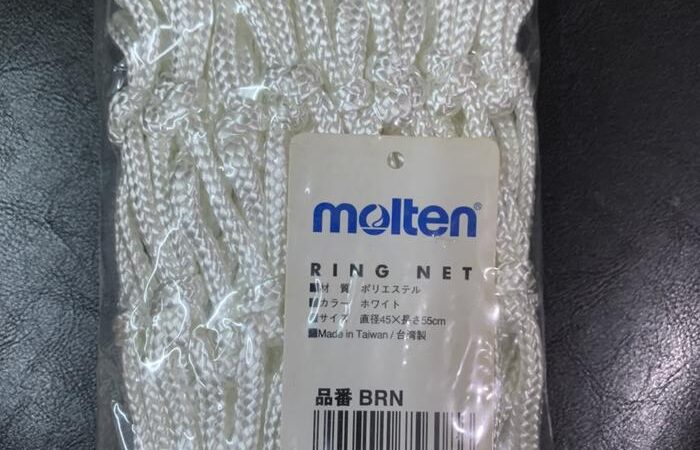 molten®
RING NET
■材 質 ポリエステル
■カラー ホワイト
■サイズ 直径45×長さ55cm
■Made in Taiwan / 台湾製
品番 BRN